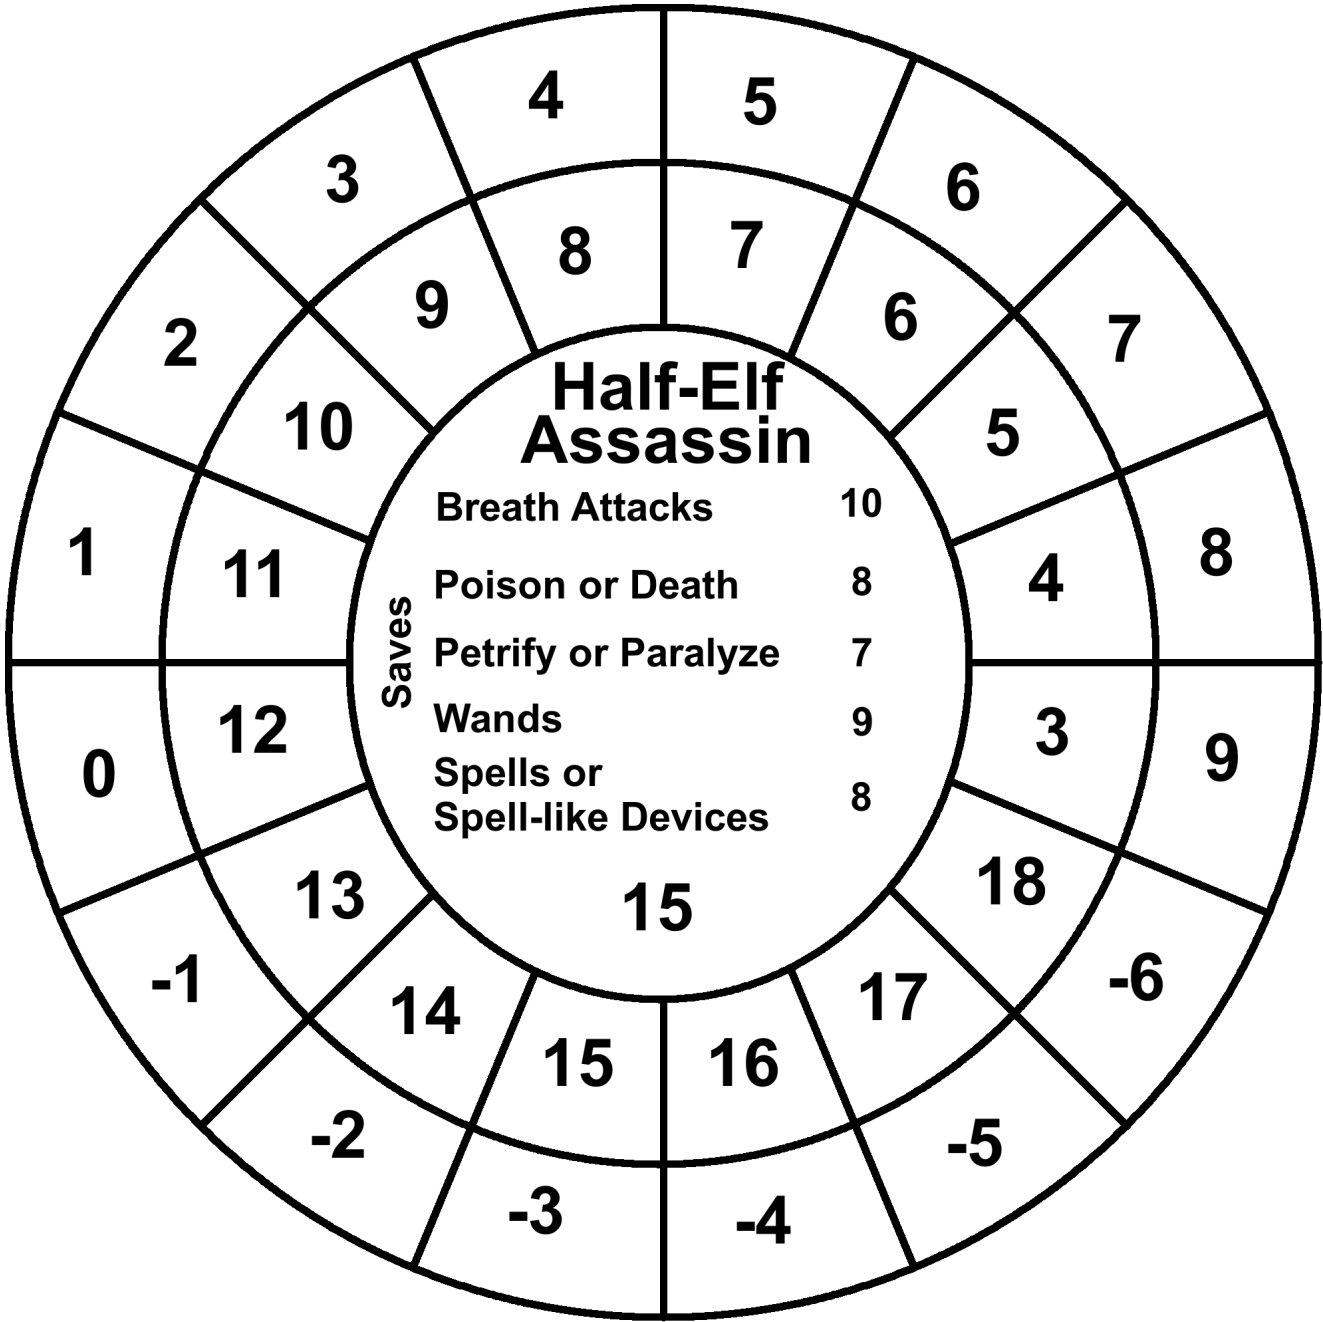 4 5
3 6
8 7
9 6
2 7
10 5
Half-Elf
Assassin
Breath Attacks 10
1 8
11 4
Poison or Death 8
Saves
Petrify or Paralyze 7
Wands 9
12 3
0 9
Spells or
Spell-like Devices 8
13 18
15
-1 -6
14 17
15 16
-2 -5
-3 -4